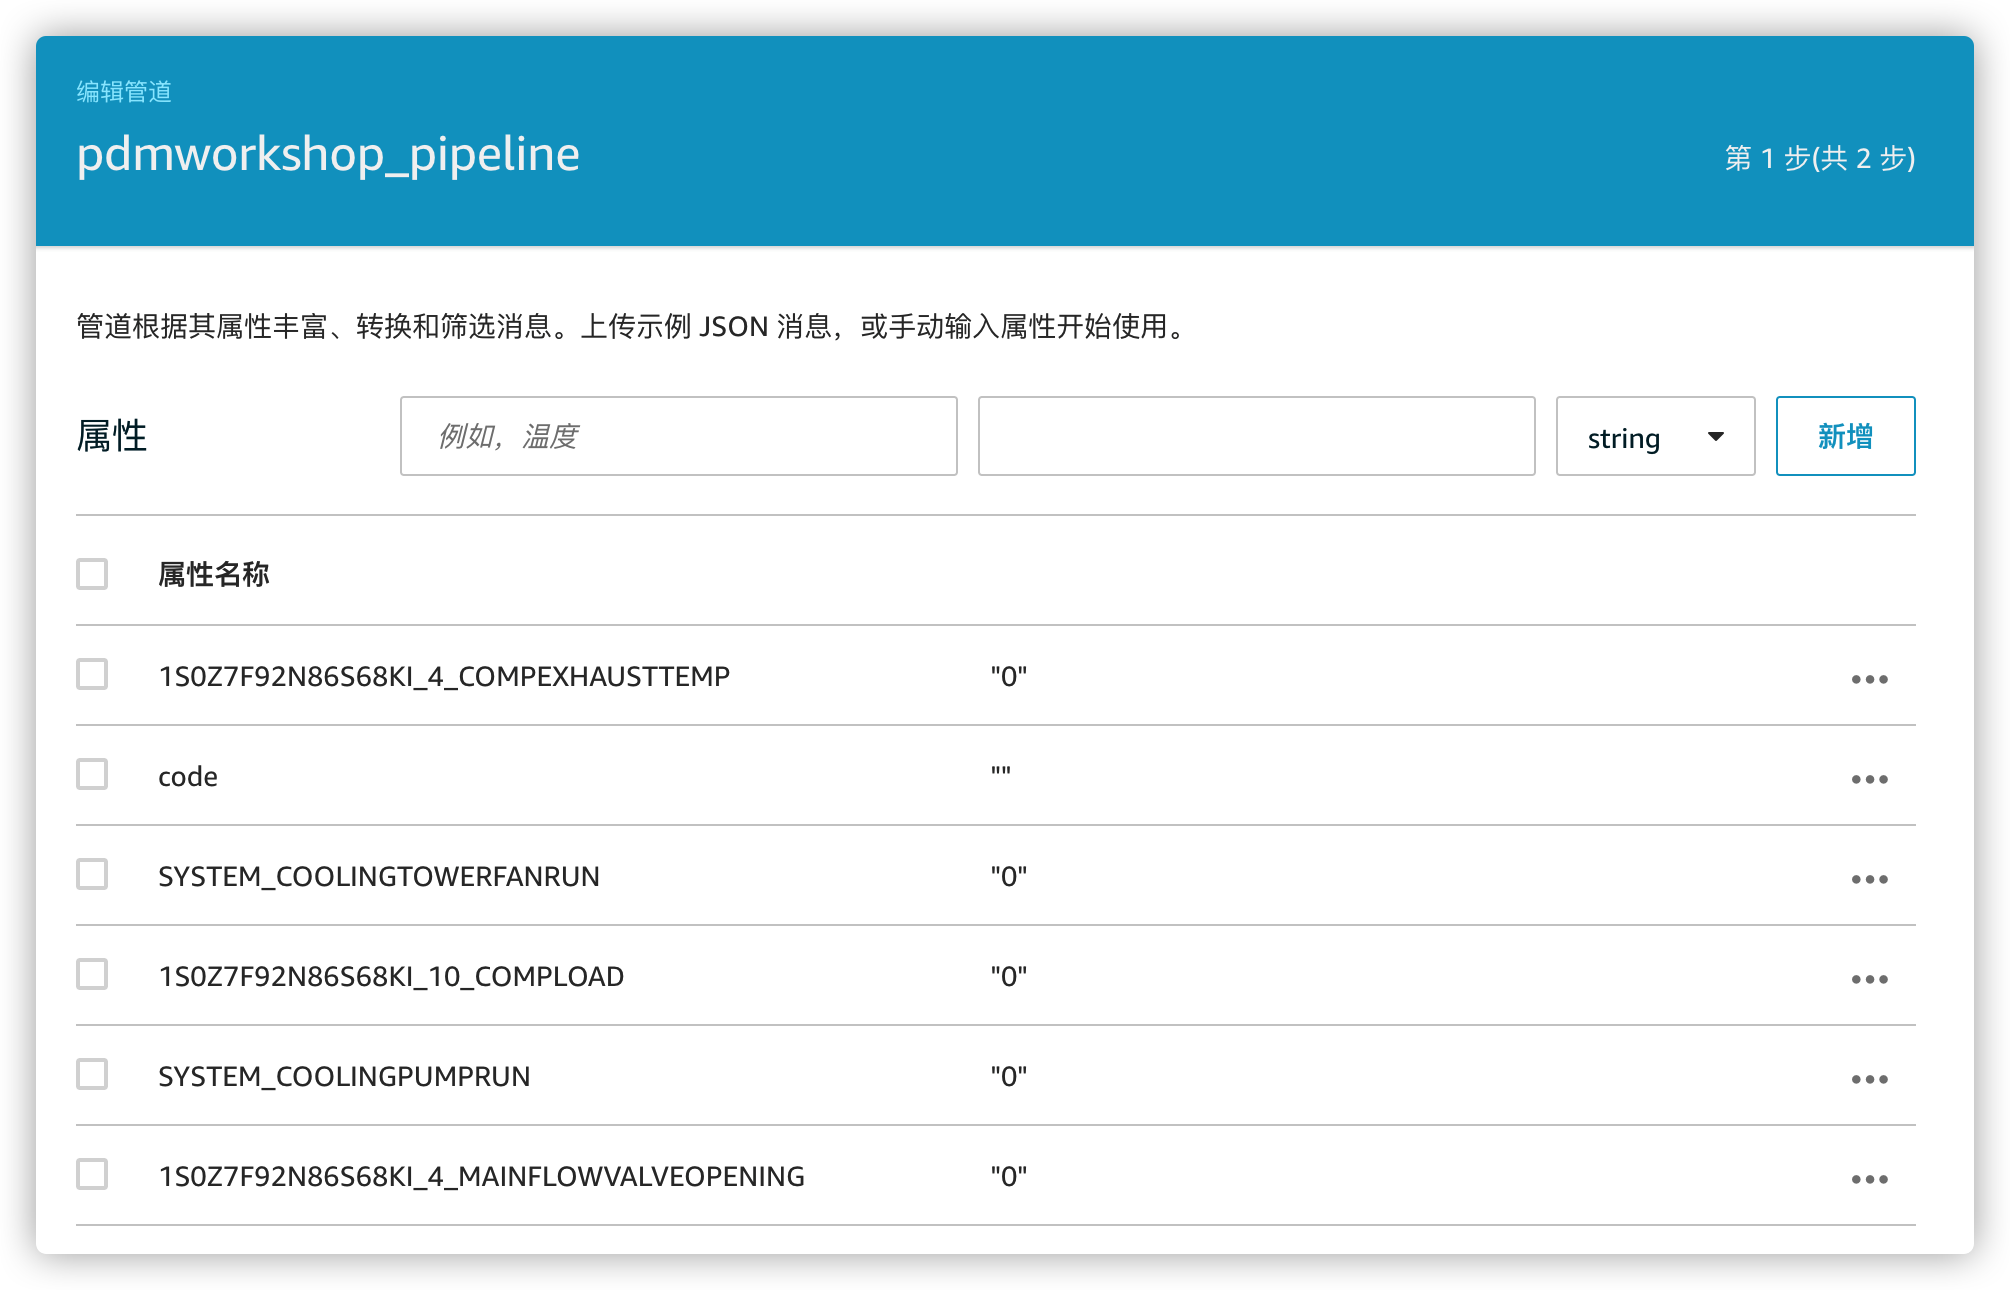 编辑管道
pdmworkshop_pipeline
第 1 步(共 2 步)
管道根据其属性丰富、转换和筛选消息。上传示例 JSON 消息，或手动输入属性开始使用。
属性
例如，温度
string
新增
属性名称
1S0Z7F92N86S68KI_4_COMPEXHAUSTTEMP "0"
code ""
SYSTEM_COOLINGTOWERFANRUN "0"
1S0Z7F92N86S68KI_10_COMPLOAD "0"
SYSTEM_COOLINGPUMPRUN "0"
1S0Z7F92N86S68KI_4_MAINFLOWVALVEOPENING "0"